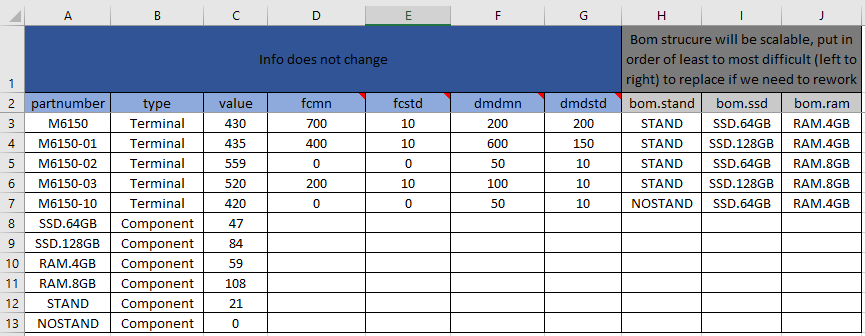 A B C D E F G H I J
1 Info does not change
Bom strucure will be scalable, put in
order of least to most difficult (left to
right) to replace if we need to rework
2 partnumber type value fcmn fcstd dmdmn dmdstd bom.stand bom.ssd bom.ram
3 M6150 Terminal 430 700 10 200 200 STAND SSD.64GB RAM.4GB
4 M6150-01 Terminal 435 400 10 600 150 STAND SSD.128GB RAM.4GB
5 M6150-02 Terminal 559 0 0 50 10 STAND SSD.64GB RAM.8GB
6 M6150-03 Terminal 520 200 10 100 10 STAND SSD.128GB RAM.8GB
7 M6150-10 Terminal 420 0 0 50 10 NOSTAND SSD.64GB RAM.4GB
8 SSD.64GB Component 47
9 SSD.128GB Component 84
10 RAM.4GB Component 59
11 RAM.8GB Component 108
12 STAND Component 21
13 NOSTAND Component 0